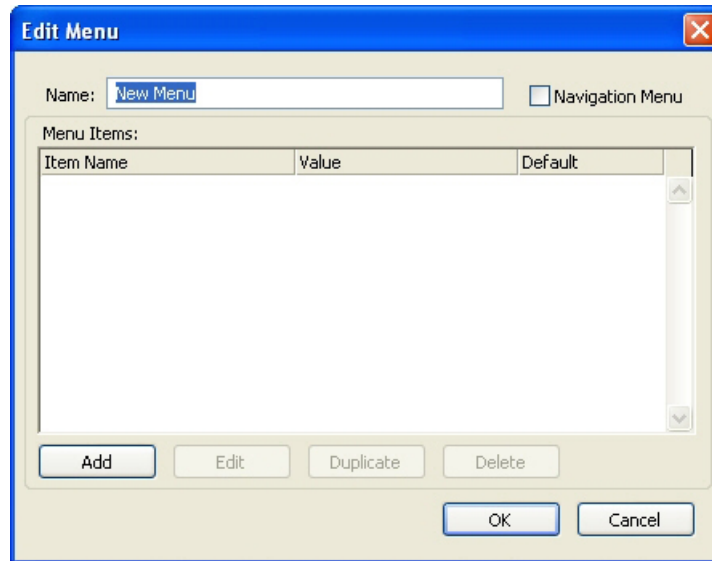 Edit Menu
Name: New Menu Navigation Menu
Menu Items:
Item Name Value Default
Add Edit Duplicate Delete
OK Cancel